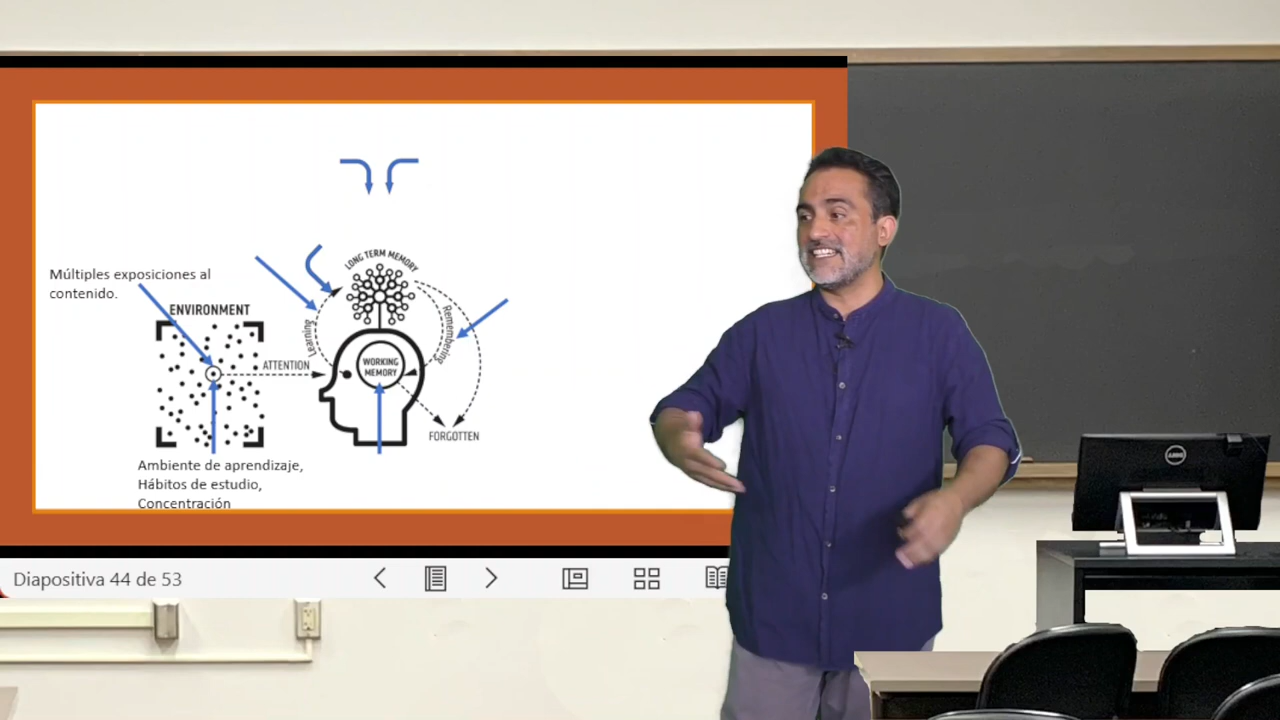 Múltiples exposiciones al
contenido.
LONG TERM MEMORY
ENVIRONMENT
Learning
Remembering
ATTENTION
WORKING
MEMORY
FORGOTTEN
Ambiente de aprendizaje,
Hábitos de estudio,
Concentración
Diapositiva 44 de 53